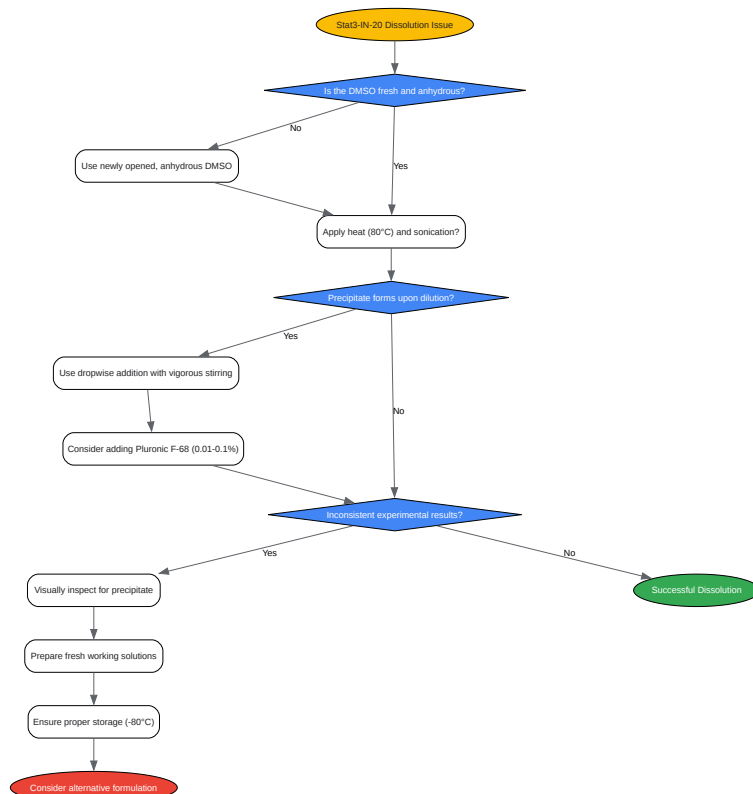 Stat3-IN-20 Dissolution Issue
Is the DMSO fresh and anhydrous?
No
Use newly opened, anhydrous DMSO
Yes
Apply heat (80°C) and sonication?
Precipitate forms upon dilution?
Yes
Use dropwise addition with vigorous stirring
No
Consider adding Pluronic F-68 (0.01-0.1%)
Inconsistent experimental results?
Yes
No
Visually inspect for precipitate
Successful Dissolution
Prepare fresh working solutions
Ensure proper storage (-80°C)
Consider alternative formulation